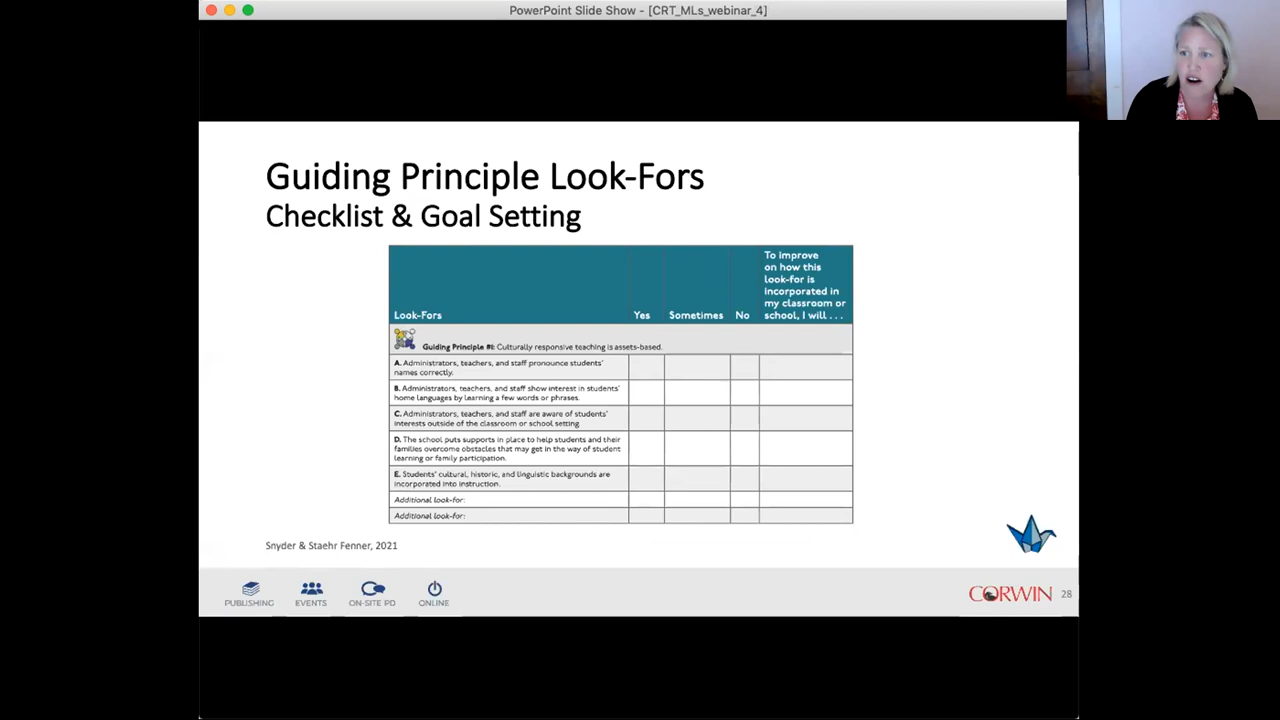 PowerPoint Slide Show - [CRT_MLs_webinar_4]
Guiding Principle Look-Fors
Checklist & Goal Setting
Look-Fors
Yes
Sometimes
No
To improve
on how this
look-for is
incorporated in
my classroom or
school, I will . . .
Guiding Principle #1: Culturally responsive teaching is assets-based.
A. Administrators, teachers, and staff pronounce students'
names correctly.
B. Administrators, teachers, and staff show interest in students'
home languages by learning a few words or phrases.
C. Administrators, teachers, and staff are aware of students'
interests outside of the classroom or school setting
D. The school puts supports in place to help students and their
families overcome obstacles that may get in the way of student
learning or family participation.
E. Students' cultural, historic, and linguistic backgrounds are
incorporated into instruction.
Additional look-for:
Additional look-for:
Snyder & Staehr Fenner, 2021
PUBLISHING
EVENTS
ON-SITE PD
ONLINE
CORWIN
28